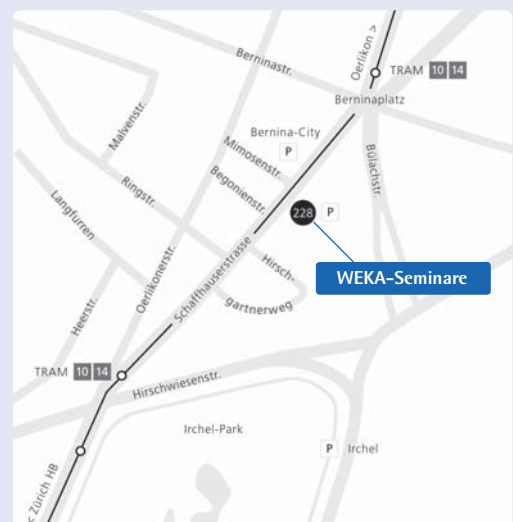 Oerlikon >
Berninastr.
TRAM 10 14
Berninaplatz
Malvenstr.
Bernina-City
P
Mimosenstr.
Bülachstr.
Begonienstr.
Ringstr.
Langfurren
228 P
Oerlikonerstr.
Schaffhauserstrasse
Hirsch-
gartnerweg
WEKA-Seminare
Heerstr.
TRAM 10 14
Hirschwiesenstr.
Irchel-Park
P Irchel
< Zürich HB